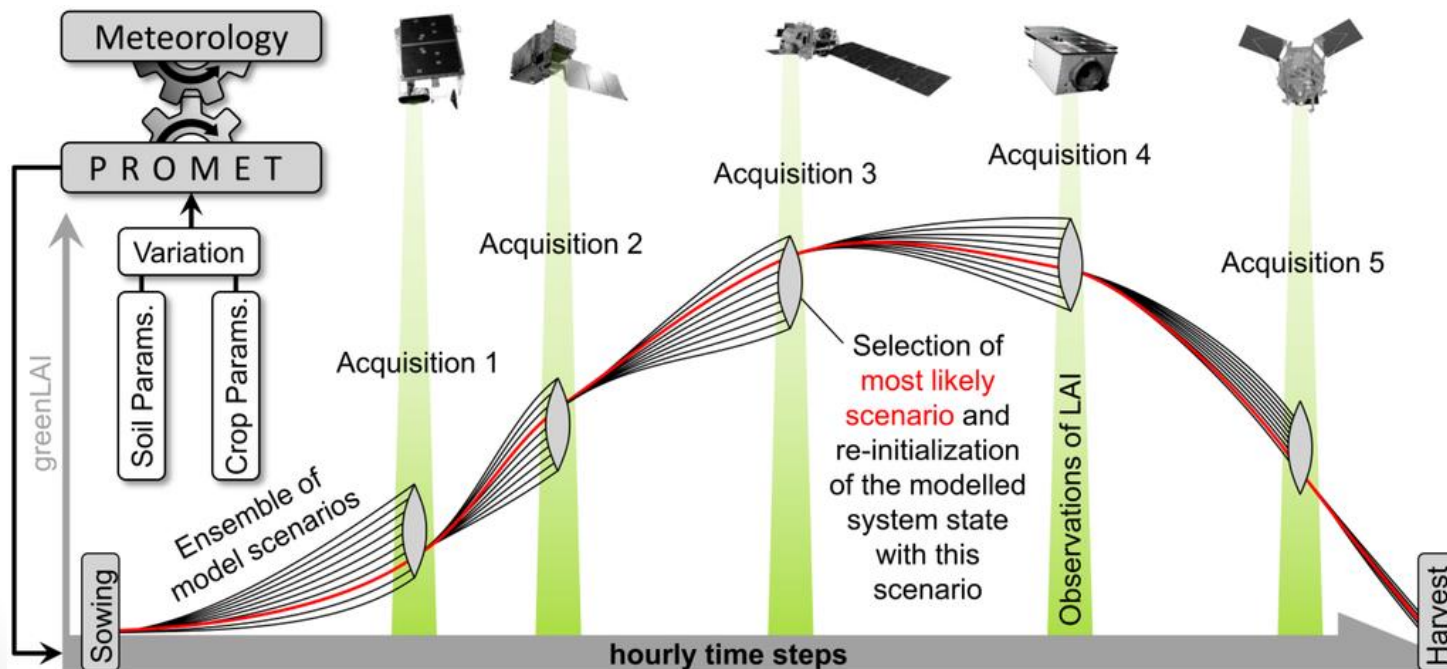 Meteorology
PROMET
Variation
Soil Params.
Crop Params.
greenLAI
Sowing
Ensemble of
model scenarios
Acquisition 1
Acquisition 2
Acquisition 3
Acquisition 4
Acquisition 5
Selection of
most likely
scenario and
re-initialization
of the modelled
system state
with this
scenario
Observations of LAI
Harvest
hourly time steps